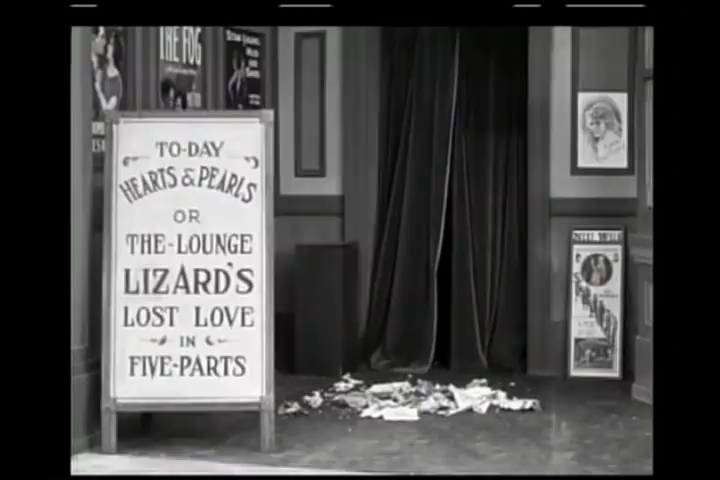 THE FOG
TO-DAY
HEARTS & PEARLS
OR
THE-LOUNGE
LIZARD'S
LOST LOVE
IN
FIVE-PARTS